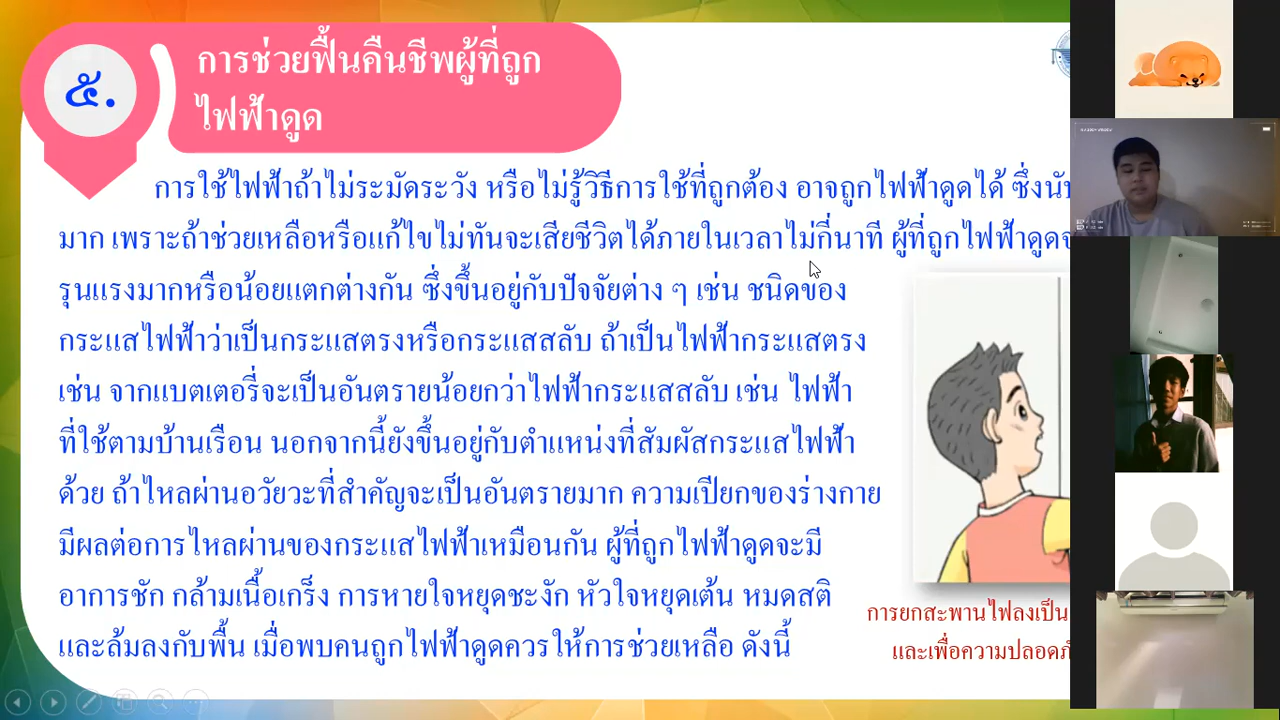 ๕.
การช่วยฟื้นคืนชีพผู้ที่ถูก
ไฟฟ้าดูด
การใช้ไฟฟ้าถ้าไม่ระมัดระวัง หรือไม่รู้วิธีการใช้ที่ถูกต้อง อาจถูกไฟฟ้าดูดได้ ซึ่งนับ
มาก เพราะถ้าช่วยเหลือหรือแก้ไขไม่ทันจะเสียชีวิตได้ภายในเวลาไม่กี่นาที ผู้ที่ถูกไฟฟ้าดูด
รุนแรงมากหรือน้อยแตกต่างกัน ซึ่งขึ้นอยู่กับปัจจัยต่าง ๆ เช่น ชนิดของ
กระแสไฟฟ้าว่าเป็นกระแสตรงหรือกระแสสลับ ถ้าเป็นไฟฟ้ากระแสตรง
เช่น จากแบตเตอรี่จะเป็นอันตรายน้อยกว่าไฟฟ้ากระแสสลับ เช่น ไฟฟ้า
ที่ใช้ตามบ้านเรือน นอกจากนี้ยังขึ้นอยู่กับตำแหน่งที่สัมผัสกระแสไฟฟ้า
ด้วย ถ้าไหลผ่านอวัยวะที่สำคัญจะเป็นอันตรายมาก ความเปียกของร่างกาย
มีผลต่อการไหลผ่านของกระแสไฟฟ้าเหมือนกัน ผู้ที่ถูกไฟฟ้าดูดจะมี
อาการชัก กล้ามเนื้อเกร็ง การหายใจหยุดชะงัก หัวใจหยุดเต้น หมดสติ
และล้มลงกับพื้น เมื่อพบคนถูกไฟฟ้าดูดควรให้การช่วยเหลือ ดังนี้
การยกสะพานไฟลงเป็น
และเพื่อความปลอดภ